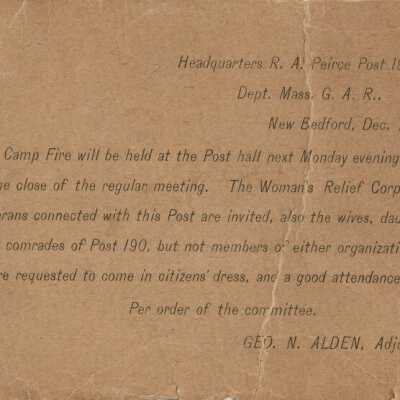 Headquarters R. A. Peirce Post 1
Dept. Mass. G. A. R.,
New Bedford, Dec.
Camp Fire will be held at the Post hall next Monday evening
e close of the regular meeting. The Woman's Relief Corp
rans connected with this Post are invited, also the wives, dau
comrades of Post 190, but not members of either organizati
re requested to come in citizens' dress, and a good attendance
Per order of the committee.
GEO. N. ALDEN, Adj